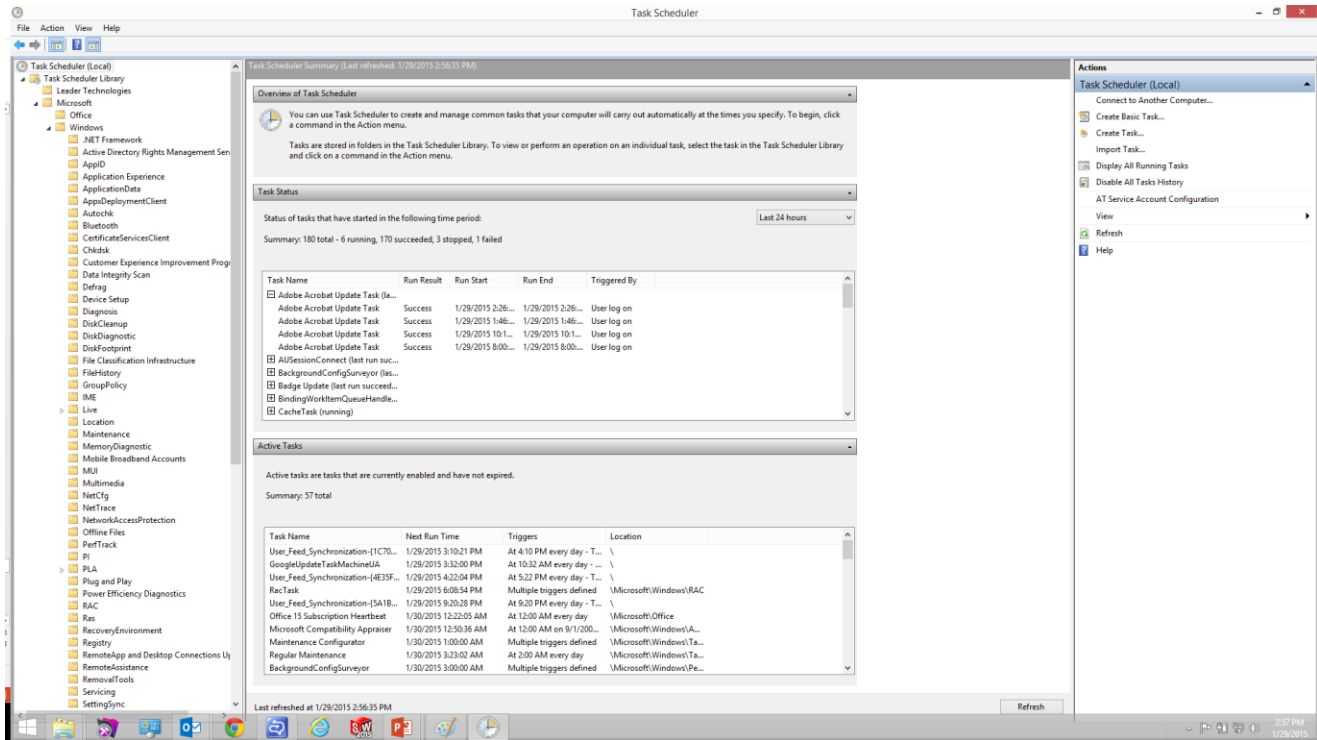 Task Scheduler
File Action View Help
Task Scheduler (Local)
Task Scheduler Library
Leader Technologies
Microsoft
Office
Windows
.NET Framework
Active Directory Rights Management Ser
AppID
Application Experience
ApplicationData
AppxDeploymentClient
Autochk
Bluetooth
CertificateServicesClient
Chkdsk
Customer Experience Improvement Progr
Data Integrity Scan
Defrag
Device Setup
Diagnosis
DiskCleanup
DiskDiagnostic
DiskFootprint
File Classification Infrastructure
FileHistory
GroupPolicy
IME
Live
Location
Maintenance
MemoryDiagnostic
Mobile Broadband Accounts
MUI
Multimedia
NetCfg
NetTrace
NetworkAccessProtection
Offline Files
PerfTrack
PI
PLA
Plug and Play
Power Efficiency Diagnostics
RAC
Ras
RecoveryEnvironment
Registry
RemoteApp and Desktop Connections U
RemoteAssistance
RemovalTools
Servicing
SettingSync
Task Scheduler Summary (Last refreshed: 1/29/2015 2:56:35 PM)
Overview of Task Scheduler
You can use Task Scheduler to create and manage common tasks that your computer will carry out automatically at the times you specify. To begin, click
a command in the Action menu.
Tasks are stored in folders in the Task Scheduler Library. To view or perform an operation on an individual task, select the task in the Task Scheduler Library
and click on a command in the Action menu.
Task Status
Status of tasks that have started in the following time period: Last 24 hours
Summary: 180 total - 6 running, 170 succeeded, 3 stopped, 1 failed
Task Name Run Result Run Start Run End Triggered By
Adobe Acrobat Update Task (la...
Adobe Acrobat Update Task Success 1/29/2015 2:26:... 1/29/2015 2:26:... User log on
Adobe Acrobat Update Task Success 1/29/2015 1:46:... 1/29/2015 1:46:... User log on
Adobe Acrobat Update Task Success 1/29/2015 10:1... 1/29/2015 10:1... User log on
Adobe Acrobat Update Task Success 1/29/2015 8:00:... 1/29/2015 8:00:... User log on
AUSessionConnect (last run suc...
BackgroundConfigSurveyor (las...
Badge Update (last run succeed...
BindingWorkItemQueueHandle...
CacheTask (running)
Active Tasks
Active tasks are tasks that are currently enabled and have not expired.
Summary: 57 total
Task Name Next Run Time Triggers Location
User_Feed_Synchronization-{1C70... 1/29/2015 3:10:21 PM At 4:10 PM every day - T... \
GoogleUpdateTaskMachineUA 1/29/2015 3:32:00 PM At 10:32 AM every day - ... \
User_Feed_Synchronization-{4E35F... 1/29/2015 4:22:04 PM At 5:22 PM every day - T... \
RacTask 1/29/2015 6:08:54 PM Multiple triggers defined \Microsoft\Windows\RAC
User_Feed_Synchronization-{5A1B... 1/29/2015 9:20:28 PM At 9:20 PM every day - T... \
Office 15 Subscription Heartbeat 1/30/2015 12:22:05 AM At 12:00 AM every day \Microsoft\Office
Microsoft Compatibility Appraiser 1/30/2015 12:50:36 AM At 12:00 AM on 9/1/200... \Microsoft\Windows\A...
Maintenance Configurator 1/30/2015 1:00:00 AM Multiple triggers defined \Microsoft\Windows\Ta...
Regular Maintenance 1/30/2015 3:23:02 AM At 2:00 AM every day \Microsoft\Windows\Ta...
BackgroundConfigSurveyor 1/30/2015 3:00:00 AM Multiple triggers defined \Microsoft\Windows\Pe...
Last refreshed at 1/29/2015 2:56:35 PM Refresh
Actions
Task Scheduler (Local)
Connect to Another Computer...
Create Basic Task...
Create Task...
Import Task...
Display All Running Tasks
Disable All Tasks History
AT Service Account Configuration
View
Refresh
Help
2:57 PM
1/29/2015